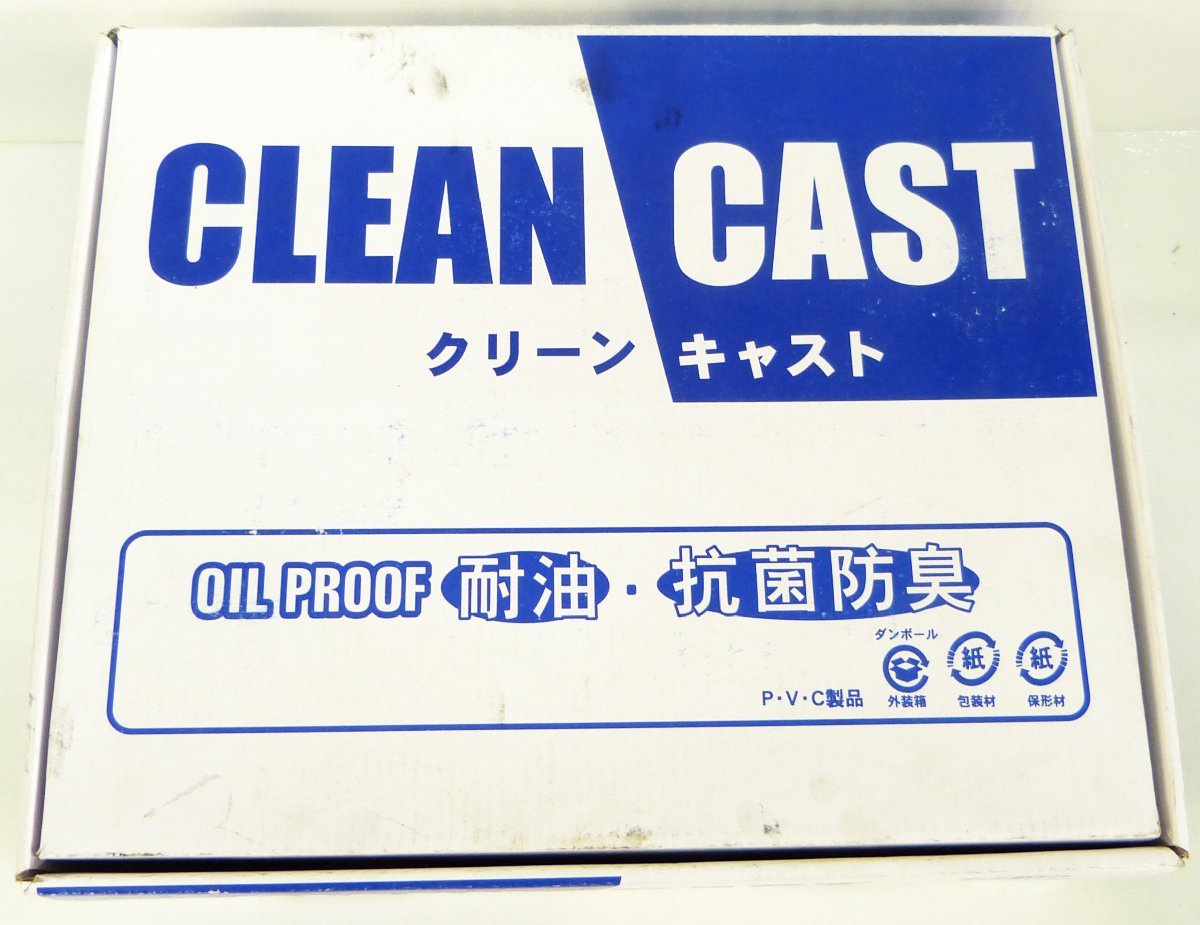 CLEAN CAST
クリーン キャスト
OIL PROOF 耐油・抗菌防臭
ダンボール
紙 紙
P・V・C製品 外装箱 包装材 保形材